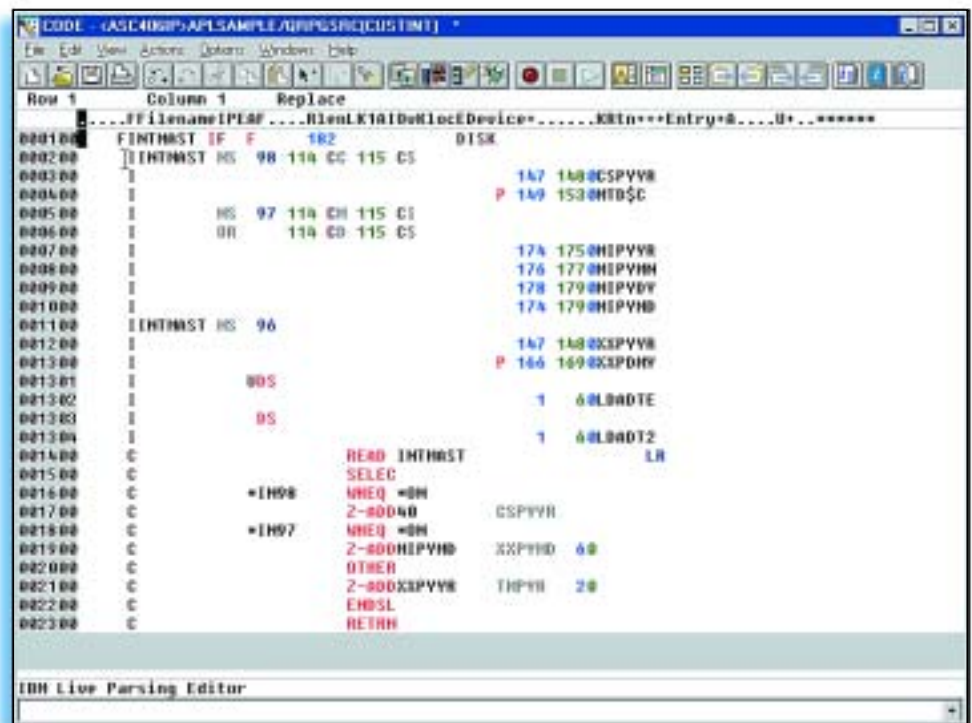 CODE - <ASC406IP>APLSAMPLE/QRPGSRC(CUSTINT) *
File Edit View Actions Options Windows Help
Row 1 Column 1 Replace
.....FFilenameIPEAF....RlenLK1AIOvKlocEDevice+......KRtn+++Entry+A....U+..******
000100 FINTMAST IF F 182 DISK
000200 IINTMAST NS 98 114 CC 115 CS
000300 I 147 1480CSPYYR
000400 I P 149 1530MTD$C
000500 I NS 97 114 CM 115 CI
000600 I OR 114 CD 115 CS
000700 I 174 1750MIPYYR
000800 I 176 1770MIPYMN
000900 I 178 1790MIPYDY
001000 I 174 1790MIPYMD
001100 IINTMAST NS 96
001200 I 147 1480XXPYYR
001300 I P 166 1690XXPDMY
001301 I UDS
001302 I 1 60LDADTE
001303 I DS
001304 I 1 60LDADT2
001400 C READ INTMAST LR
001500 C SELEC
001600 C *IN98 WHEQ *ON
001700 C Z-ADD40 CSPYYR
001800 C *IN97 WHEQ *ON
001900 C Z-ADDMIPYMD XXPYMD 60
002000 C OTHER
002100 C Z-ADDXXPYYR TMPYR 20
002200 C ENDSL
002300 C RETRN
IBM Live Parsing Editor